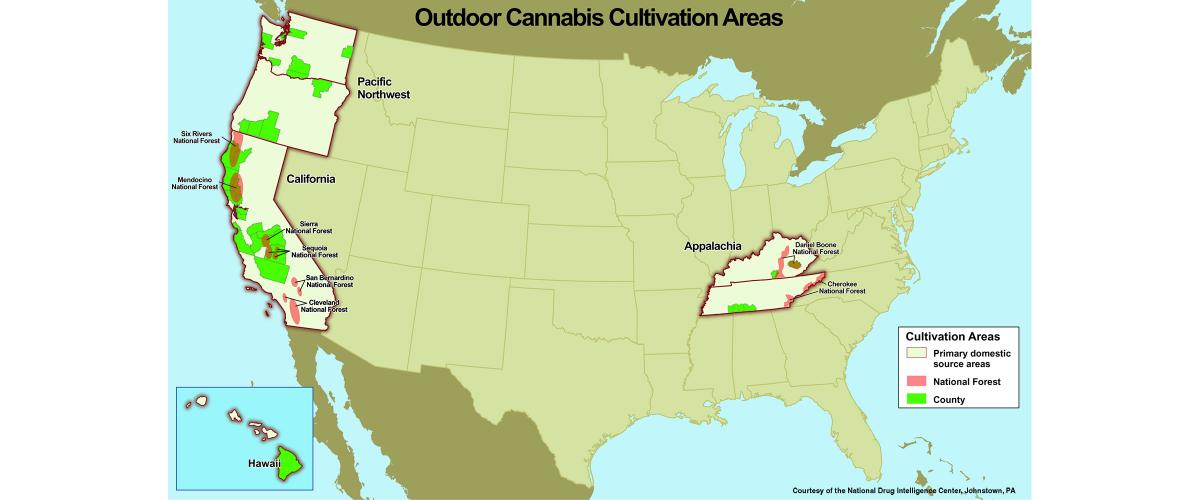 Outdoor Cannabis Cultivation Areas
Pacific
Northwest
Six Rivers
National Forest
Mendocino
National Forest
California
Sierra
National Forest
Sequoia
National Forest
San Bernardino
National Forest
Cleveland
National Forest
Appalachia
Daniel Boone
National Forest
Cherokee
National Forest
Cultivation Areas
Primary domestic
source areas
National Forest
County
Hawaii
Courtesy of the National Drug Intelligence Center, Johnstown, PA